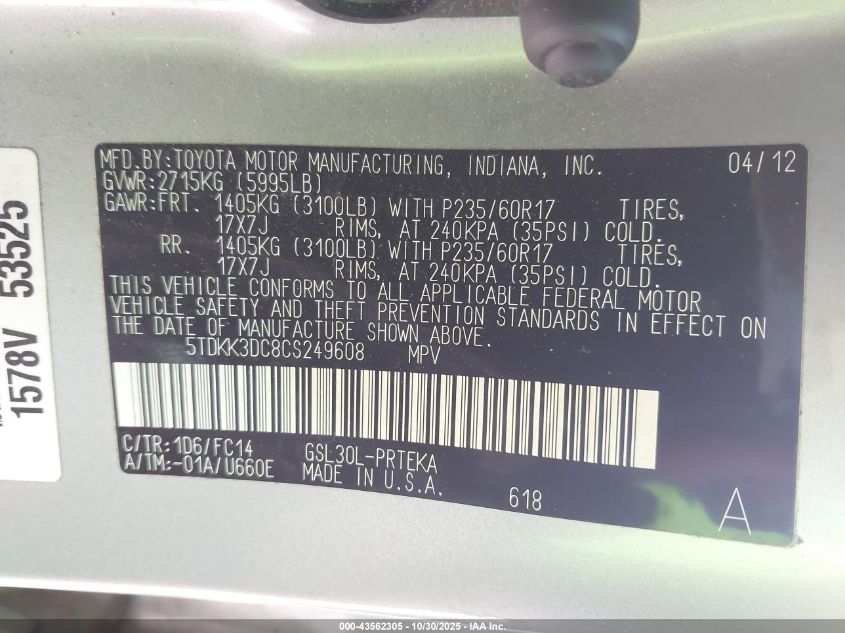 MFD.BY:TOYOTA MOTOR MANUFACTURING, INDIANA, INC. 04/12
GVWR:2715KG (5995LB)
GAWR:FRT. 1405KG (3100LB) WITH P235/60R17 TIRES,
17X7J RIMS, AT 240KPA (35PSI) COLD.
RR. 1405KG (3100LB) WITH P235/60R17 TIRES,
17X7J RIMS, AT 240KPA (35PSI) COLD.
THIS VEHICLE CONFORMS TO ALL APPLICABLE FEDERAL MOTOR
VEHICLE SAFETY AND THEFT PREVENTION STANDARDS IN EFFECT ON
THE DATE OF MANUFACTURE SHOWN ABOVE.
5TDKK3DC8CS249608 MPV
C/TR:1D6/FC14 GSL30L-PRTEKA
A/TM:-01A/U660E MADE IN U.S.A.
618 A
1578V 53525
000-43562305 - 10/30/2025 - IAA Inc.